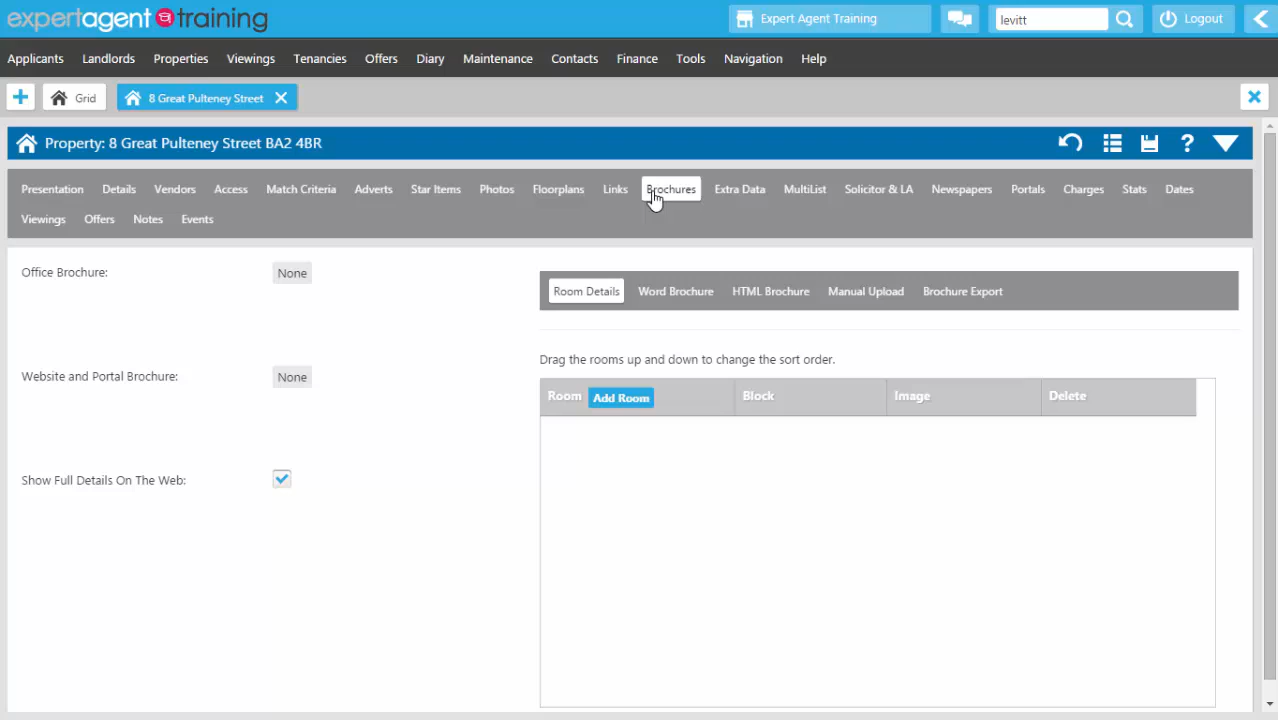 expertagent training
Expert Agent Training
levitt
Logout
Applicants Landlords Properties Viewings Tenancies Offers Diary Maintenance Contacts Finance Tools Navigation Help
Grid
8 Great Pulteney Street
Property: 8 Great Pulteney Street BA2 4BR
?
Presentation Details Vendors Access Match Criteria Adverts Star Items Photos Floorplans Links Brochures Extra Data MultiList Solicitor & LA Newspapers Portals Charges Stats Dates
Viewings Offers Notes Events
Office Brochure: None
Website and Portal Brochure: None
Show Full Details On The Web:
Room Details Word Brochure HTML Brochure Manual Upload Brochure Export
Drag the rooms up and down to change the sort order.
Room Add Room Block Image Delete